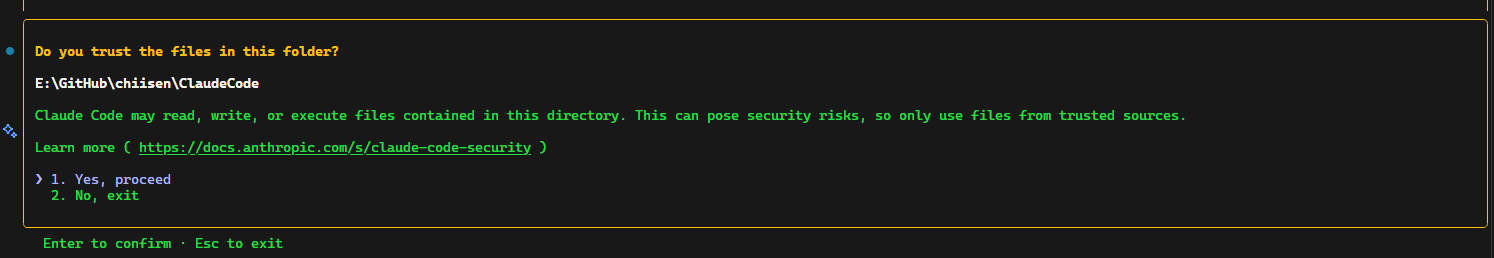 Do you trust the files in this folder?
E:\GitHub\chiisen\ClaudeCode
Claude Code may read, write, or execute files contained in this directory. This can pose security risks, so only use files from trusted sources.
Learn more ( https://docs.anthropic.com/s/claude-code-security )
❯ 1. Yes, proceed
2. No, exit
Enter to confirm · Esc to exit